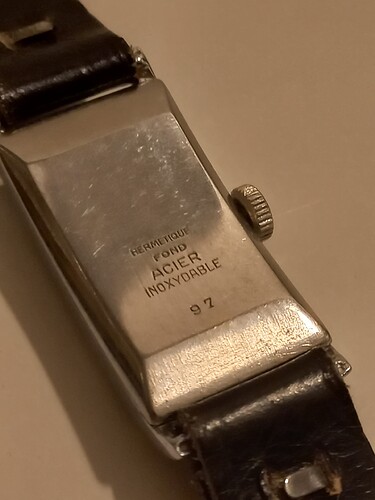 HERMETIQUE
FOND
ACIER
INOXYDABLE
97